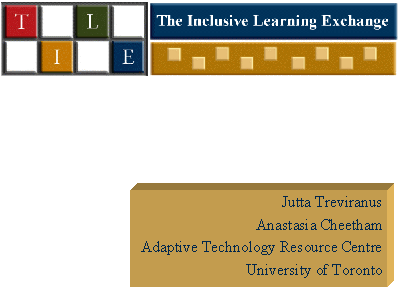 T L
I E
The Inclusive Learning Exchange
Jutta Treviranus
Anastasia Cheetham
Adaptive Technology Resource Centre
University of Toronto